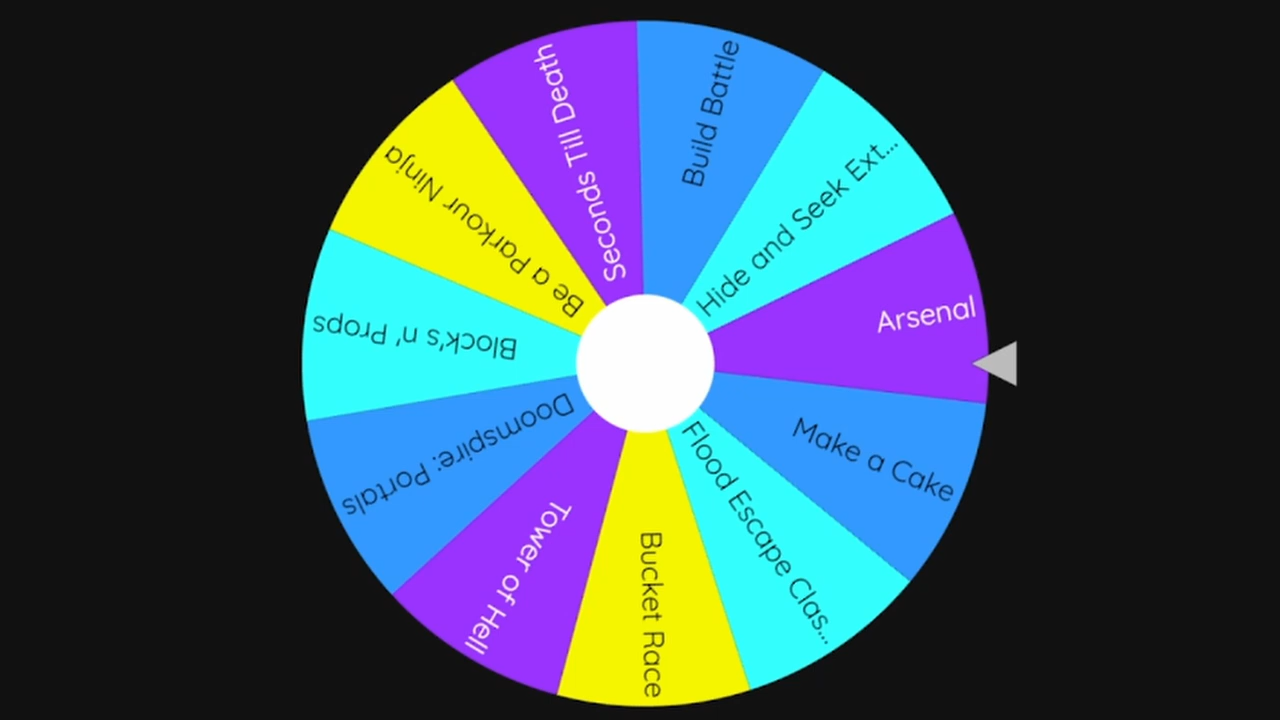 Build Battle
Hide and Seek Ext...
Arsenal
Make a Cake
Flood Escape Clas...
Bucket Race
Tower of Hell
Doomspire: Portals
Block's n' Props
Be a Parkour Ninja
Seconds Till Death